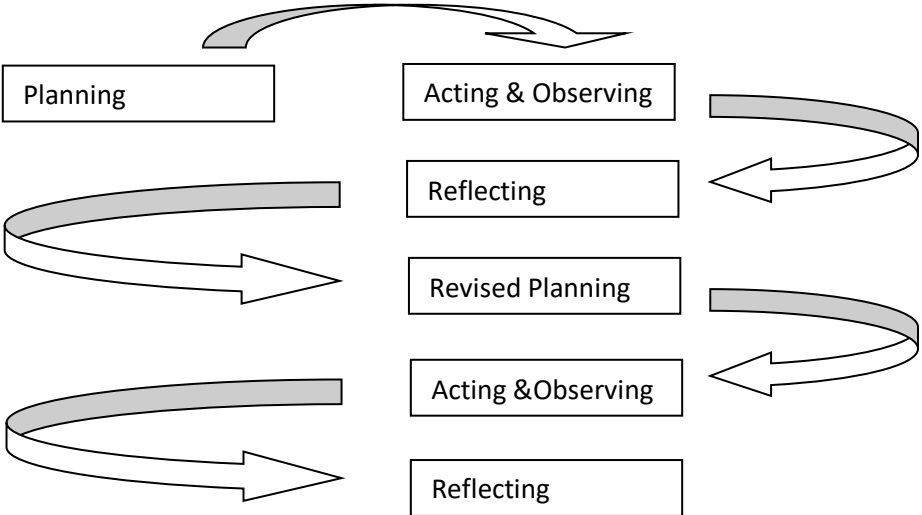 Planning
Acting & Observing
Reflecting
Revised Planning
Acting &Observing
Reflecting